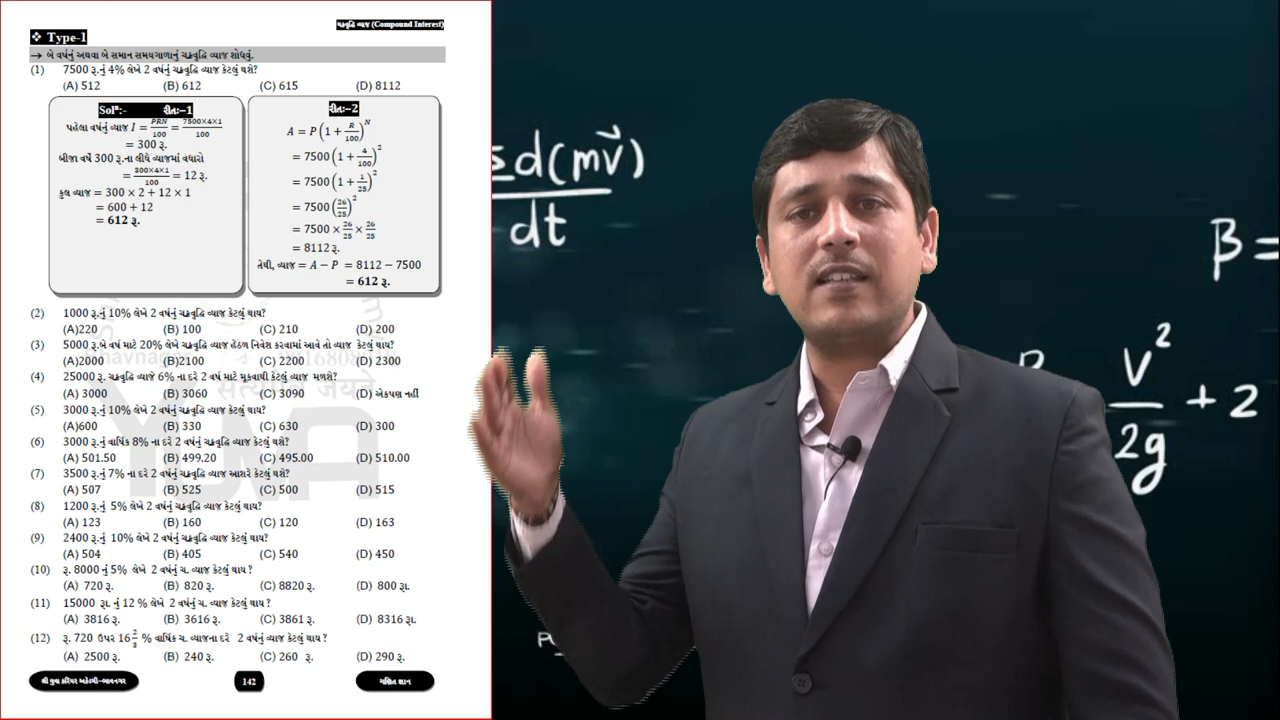 ચક્રવૃદ્ધિ વ્યાજ (Compound Interest)
❖ Type-1
→ બે વર્ષનું અથવા બે સમાન સમયગાળાનું ચક્રવૃદ્ધિ વ્યાજ શોધવું.
(1) 7500 રૂ.નું 4% લેખે 2 વર્ષનું ચક્રવૃદ્ધિ વ્યાજ કેટલું થશે?
(A) 512 (B) 612 (C) 615 (D) 8112
Solⁿ:- રીતઃ–1
પહેલા વર્ષનું વ્યાજ I = PRN/100 = 7500×4×1/100
= 300 રૂ.
બીજા વર્ષે 300 રૂ.ના લીધે વ્યાજમાં વધારો
= 300×4×1/100 = 12 રૂ.
કુલ વ્યાજ = 300 × 2 + 12 × 1
= 600 + 12
= 612 રૂ.
રીતઃ–2
A = P (1 + R/100)^N
= 7500 (1 + 4/100)^2
= 7500 (1 + 1/25)^2
= 7500 (26/25)^2
= 7500 × 26/25 × 26/25
= 8112 રૂ.
તેથી, વ્યાજ = A − P = 8112 − 7500
= 612 રૂ.
(2) 1000 રૂ.નું 10% લેખે 2 વર્ષનું ચક્રવૃદ્ધિ વ્યાજ કેટલું થાય?
(A)220 (B) 100 (C) 210 (D) 200
(3) 5000 રૂ.બે વર્ષ માટે 20% લેખે ચક્રવૃદ્ધિ વ્યાજ હેઠળ નિવેશ કરવામાં આવે તો વ્યાજ કેટલું થાય?
(A)2000 (B)2100 (C) 2200 (D) 2300
(4) 25000 રૂ. ચક્રવૃદ્ધિ વ્યાજે 6% ના દરે 2 વર્ષ માટે મૂકવાથી કેટલું વ્યાજ મળશે?
(A) 3000 (B) 3060 (C) 3090 (D) એકપણ નહીં
(5) 3000 રૂ.નું 10% લેખે 2 વર્ષનું ચક્રવૃદ્ધિ વ્યાજ કેટલું થાય?
(A)600 (B) 330 (C) 630 (D) 300
(6) 3000 રૂ.નું વાર્ષિક 8% ના દરે 2 વર્ષનું ચક્રવૃદ્ધિ વ્યાજ કેટલું થશે?
(A) 501.50 (B) 499.20 (C) 495.00 (D) 510.00
(7) 3500 રૂ.નું 7% ના દરે 2 વર્ષનું ચક્રવૃદ્ધિ વ્યાજ આશરે કેટલું થશે?
(A) 507 (B) 525 (C) 500 (D) 515
(8) 1200 રૂ.નું 5% લેખે 2 વર્ષનું ચક્રવૃદ્ધિ વ્યાજ કેટલું થાય?
(A) 123 (B) 160 (C) 120 (D) 163
(9) 2400 રૂ.નું 10% લેખે 2 વર્ષનું ચક્રવૃદ્ધિ વ્યાજ કેટલું થાય?
(A) 504 (B) 405 (C) 540 (D) 450
(10) રૂ. 8000 નું 5% લેખે 2 વર્ષનું ચ. વ્યાજ કેટલું થાય ?
(A) 720 રૂ. (B) 820 રૂ. (C) 8820 રૂ. (D) 800 રૂા.
(11) 15000 રૂા. નું 12 % લેખે 2 વર્ષનું ચ. વ્યાજ કેટલું થાય ?
(A) 3816 રૂ. (B) 3616 રૂ. (C) 3861 રૂ. (D) 8316 રૂા.
(12) રૂ. 720 ઉપર 16 2/3 % વાર્ષિક ચ. વ્યાજના દરે 2 વર્ષનું વ્યાજ કેટલું થાય ?
(A) 2500 રૂ. (B) 240 રૂ. (C) 260 રૂ. (D) 290 રૂ.
શ્રી યુવા કરિયર એકેડમી–ભાવનગર 142 ગણિત જ્ઞાન
d(mv⃗)
dt
β =
V²
2g
+ 2